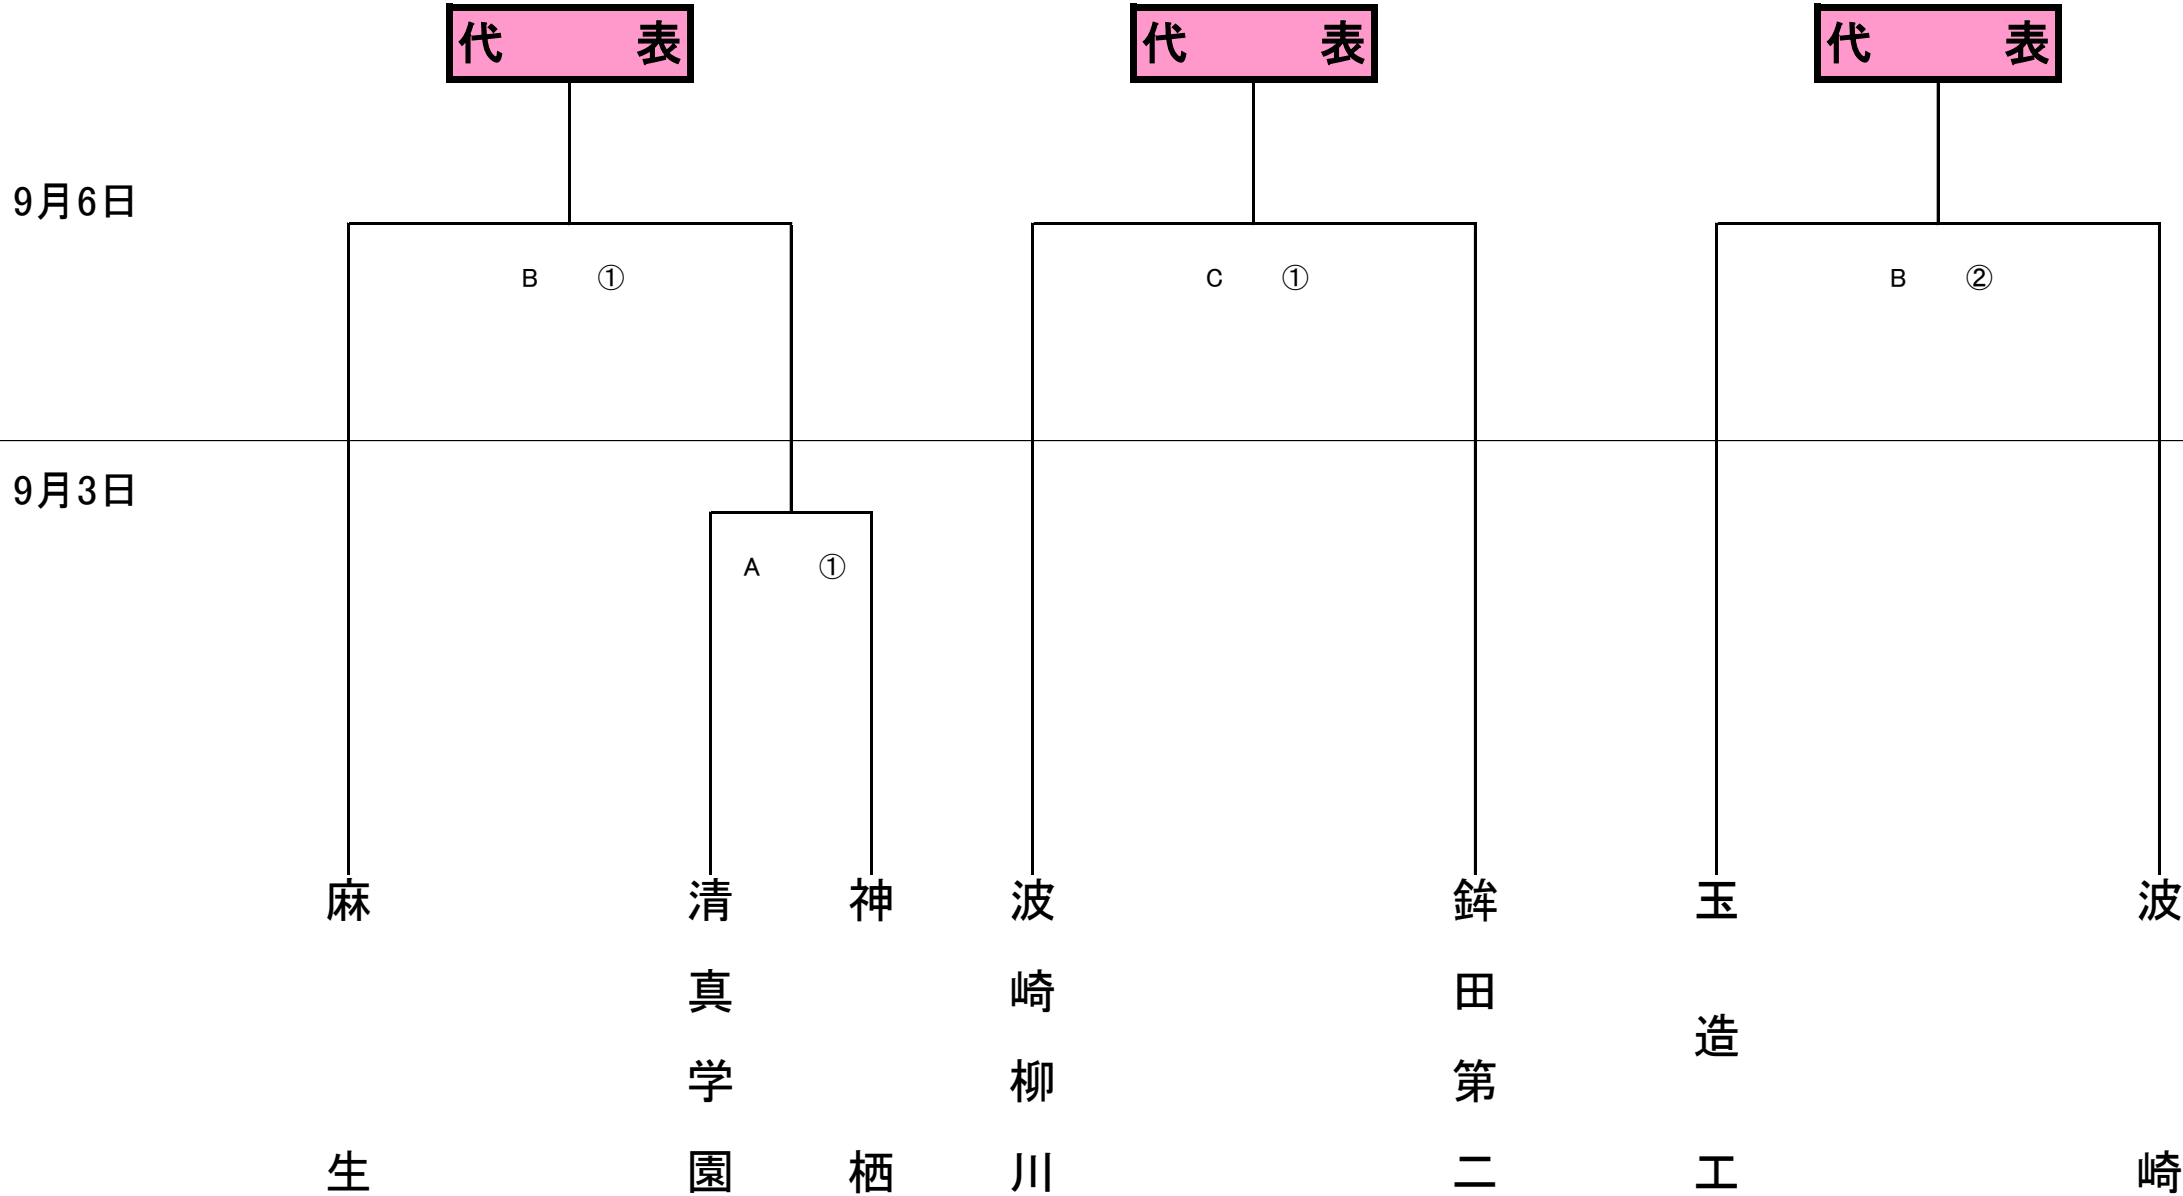 代表
代表
代表
9月6日
B ①
C ①
B ②
9月3日
A ①
麻生
清真学園
神栖
波崎柳川
鉾田第二
玉造工
波崎